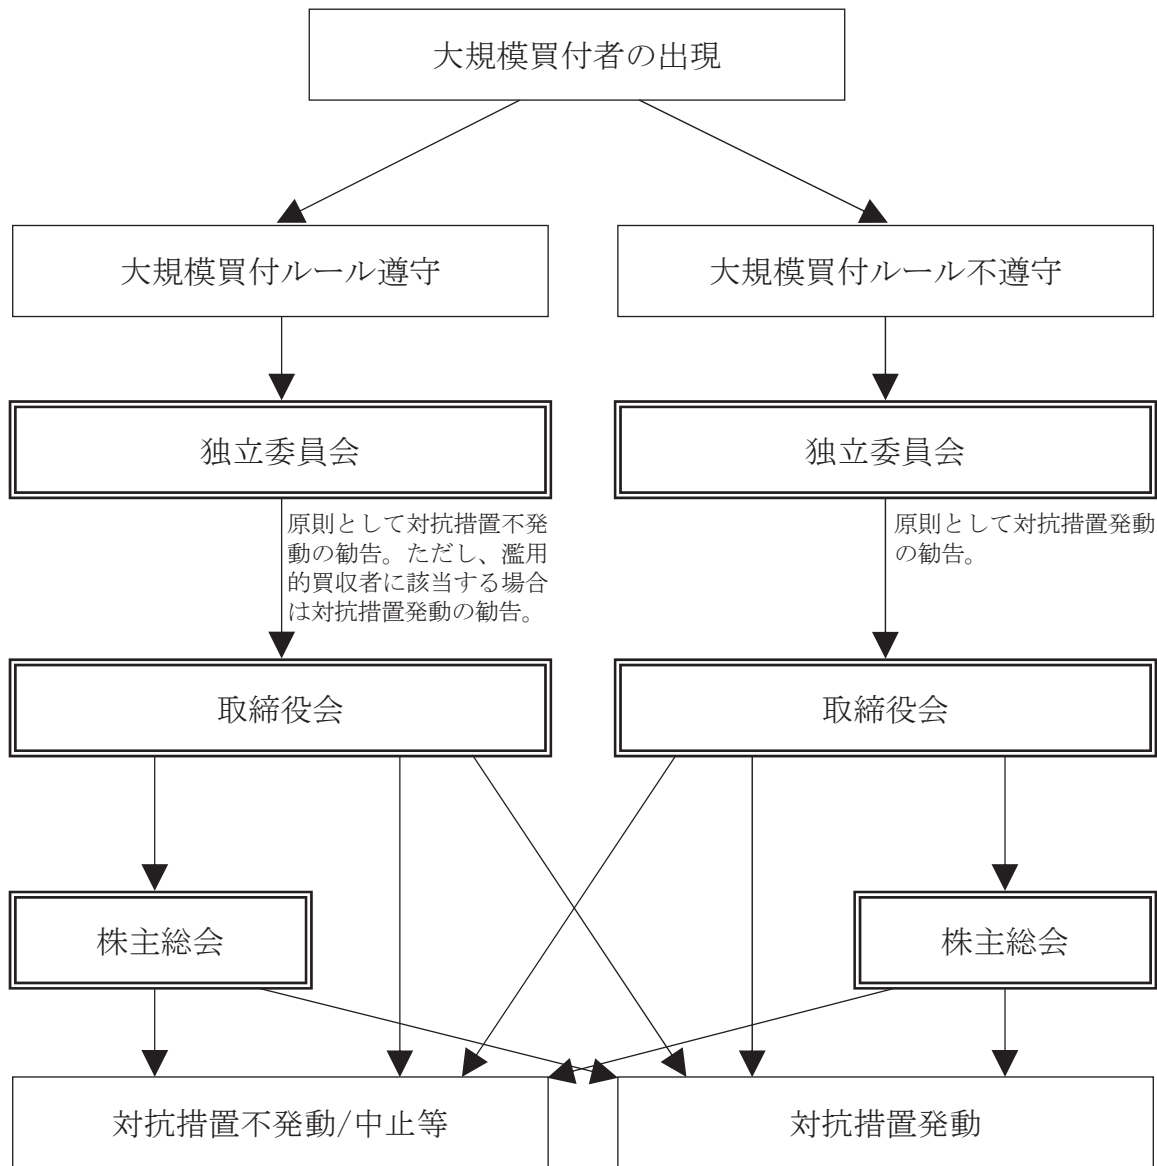 大規模買付者の出現
大規模買付ルール遵守
大規模買付ルール不遵守
独立委員会
独立委員会
原則として対抗措置不発
動の勧告。ただし、濫用
的買収者に該当する場合
は対抗措置発動の勧告。
原則として対抗措置発動
の勧告。
取締役会
取締役会
株主総会
株主総会
対抗措置不発動/中止等
対抗措置発動